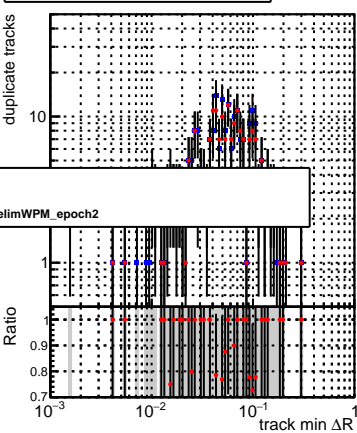 duplicate tracks
10
elimWPM_epoch2
1
Ratio
1
0.9
0.8
0.7
10−3
10−2
10−1
1
track min ΔR